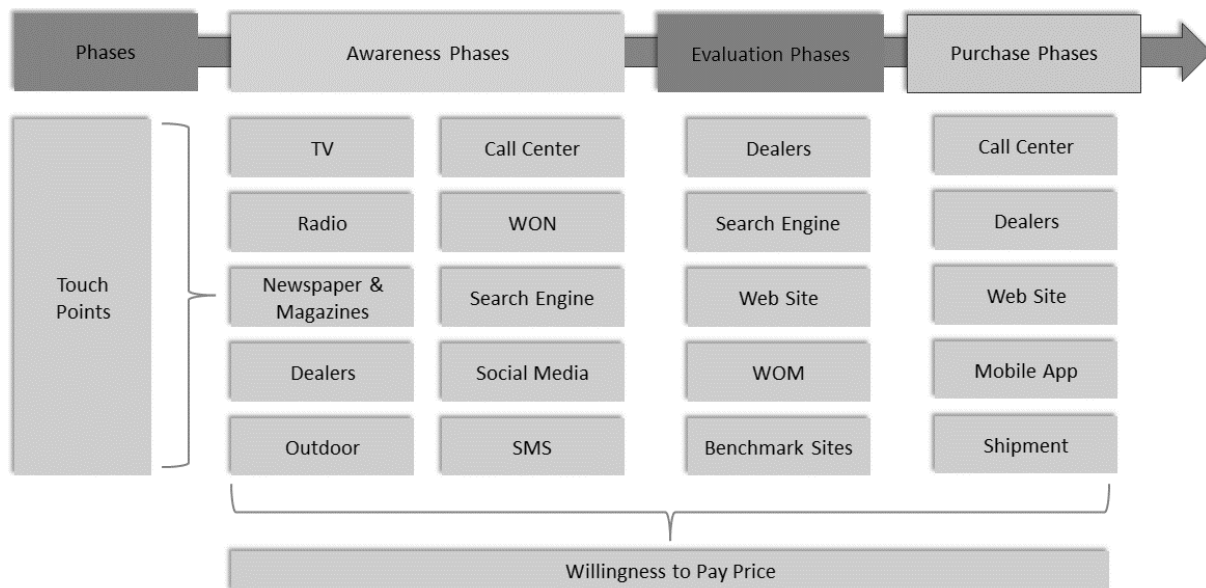 Phases
Awareness Phases
Evaluation Phases
Purchase Phases
Touch
Points
TV
Call Center
Dealers
Call Center
Radio
WON
Search Engine
Dealers
Newspaper &
Magazines
Search Engine
Web Site
Web Site
Dealers
Social Media
WOM
Mobile App
Outdoor
SMS
Benchmark Sites
Shipment
Willingness to Pay Price